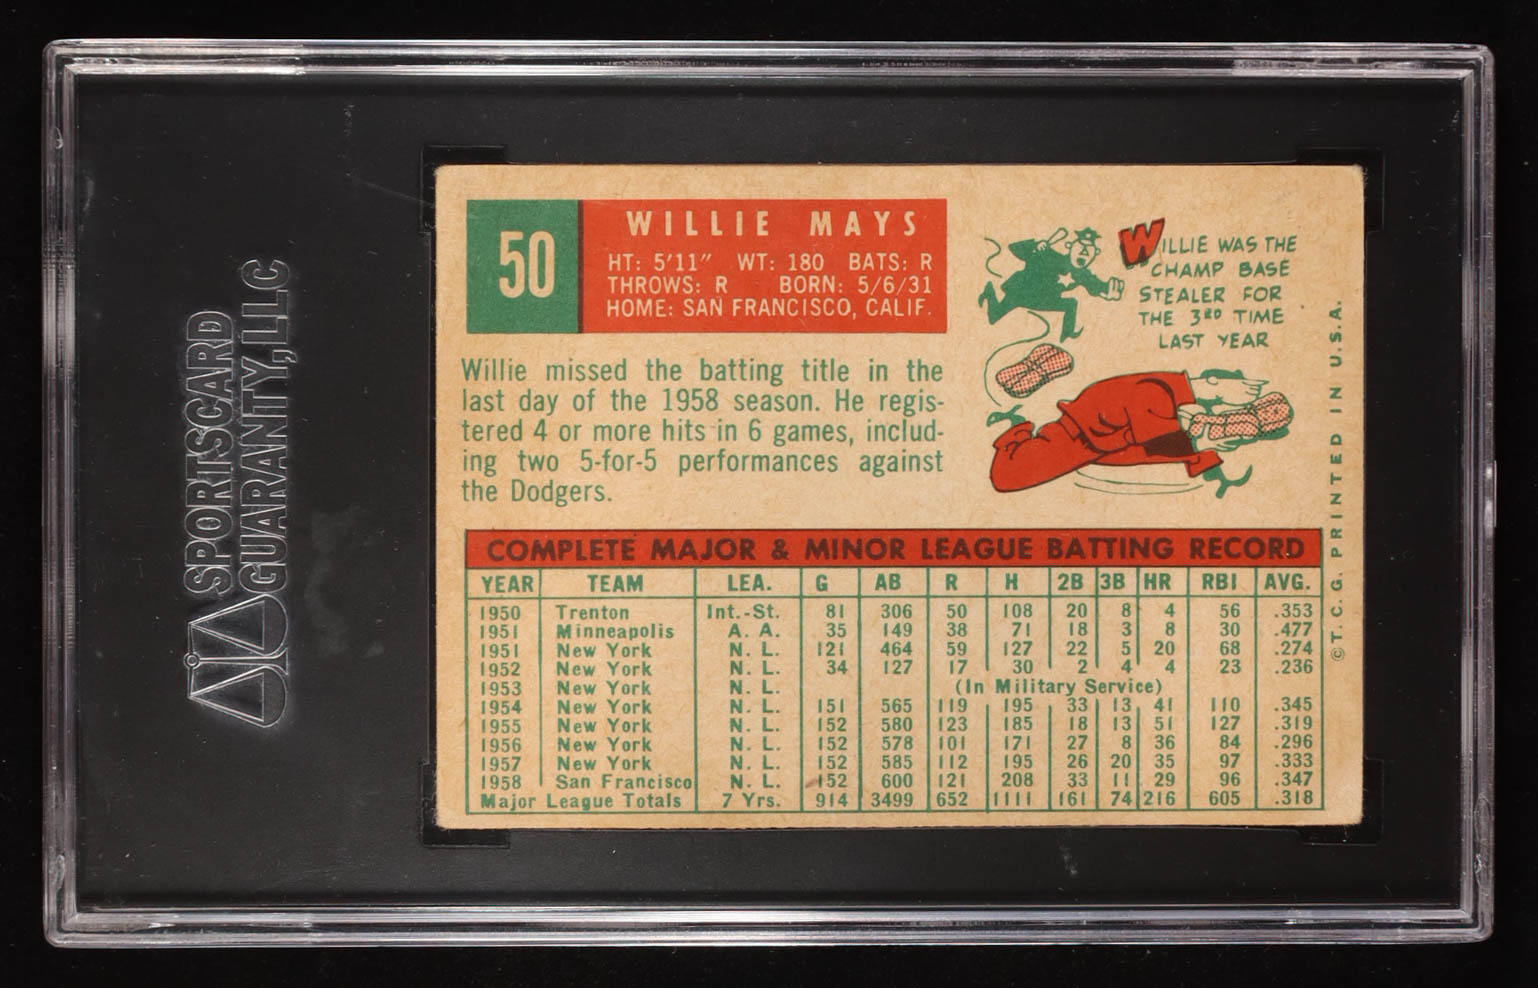 SPORTSCARD
GUARANTY, LLC
50
WILLIE MAYS
HT: 5'11" WT: 180 BATS: R
THROWS: R BORN: 5/6/31
HOME: SAN FRANCISCO, CALIF.
WILLIE WAS THE
CHAMP BASE
STEALER FOR
THE 3RD TIME
LAST YEAR
Willie missed the batting title in the
last day of the 1958 season. He regis-
tered 4 or more hits in 6 games, includ-
ing two 5-for-5 performances against
the Dodgers.
COMPLETE MAJOR & MINOR LEAGUE BATTING RECORD
YEAR TEAM LEA. G AB R H 2B 3B HR RBI AVG.
1950 Trenton Int.-St. 81 306 50 108 20 8 4 56 .353
1951 Minneapolis A. A. 35 149 38 71 18 3 8 30 .477
1951 New York N. L. 121 464 59 127 22 5 20 68 .274
1952 New York N. L. 34 127 17 30 2 4 4 23 .236
1953 New York N. L. (In Military Service)
1954 New York N. L. 151 565 119 195 33 13 41 110 .345
1955 New York N. L. 152 580 123 185 18 13 51 127 .319
1956 New York N. L. 152 578 101 171 27 8 36 84 .296
1957 New York N. L. 152 585 112 195 26 20 35 97 .333
1958 San Francisco N. L. 152 600 121 208 33 11 29 96 .347
Major League Totals 7 Yrs. 914 3499 652 1111 161 74 216 605 .318
© T. C. G. PRINTED IN U.S.A.